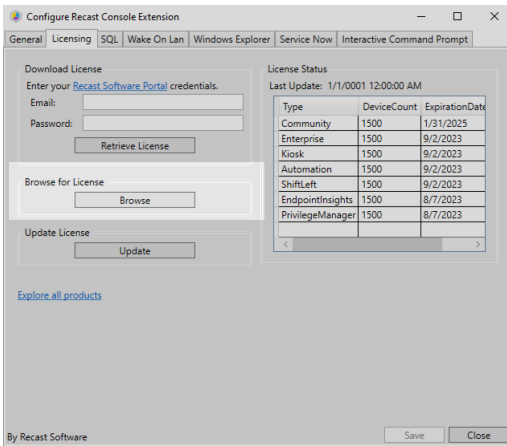 Configure Recast Console Extension
General Licensing SQL Wake On Lan Windows Explorer Service Now Interactive Command Prompt
Download License
Enter your Recast Software Portal credentials.
Email:
Password:
Retrieve License
Browse for License
Browse
Update License
Update
Explore all products
License Status
Last Update: 1/1/0001 12:00:00 AM
Type DeviceCount ExpirationDate
Community 1500 1/31/2025
Enterprise 1500 9/2/2023
Kiosk 1500 9/2/2023
Automation 1500 9/2/2023
ShiftLeft 1500 9/2/2023
EndpointInsights 1500 8/7/2023
PrivilegeManager 1500 8/7/2023
By Recast Software
Save Close